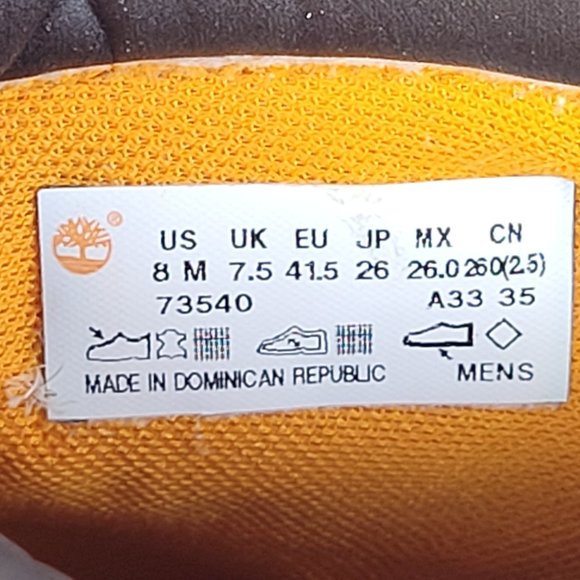 ®
US UK EU JP MX CN
8 M 7.5 41.5 26 26.0 260(2.5)
73540 A33 35
MADE IN DOMINICAN REPUBLIC MENS